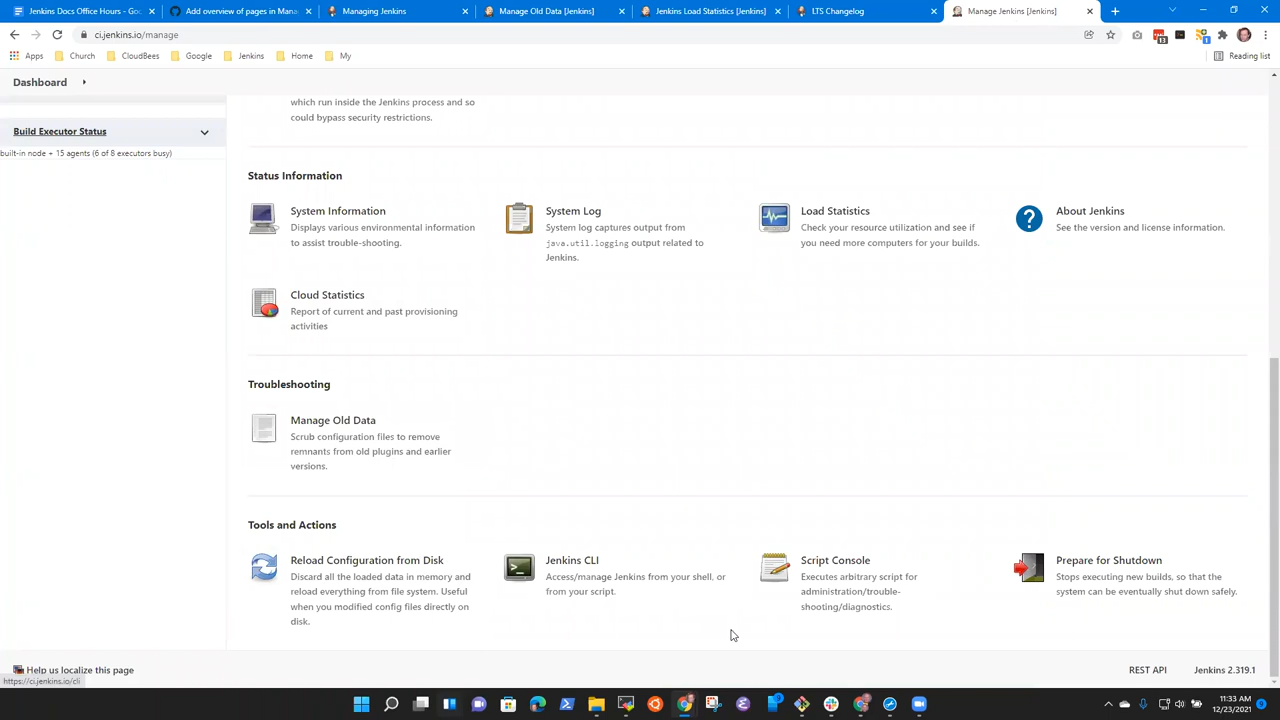 Jenkins Docs Office Hours - Goo
Add overview of pages in Mana
Managing Jenkins
Manage Old Data [Jenkins]
Jenkins Load Statistics [Jenkins]
LTS Changelog
Manage Jenkins [Jenkins]
ci.jenkins.io/manage
Apps
Church
CloudBees
Google
Jenkins
Home
My
Reading list
Dashboard
Build Executor Status
built-in node + 15 agents (6 of 8 executors busy)
which run inside the Jenkins process and so
could bypass security restrictions.
Status Information
System Information
Displays various environmental information
to assist trouble-shooting.
System Log
System log captures output from
java.util.logging output related to
Jenkins.
Load Statistics
Check your resource utilization and see if
you need more computers for your builds.
About Jenkins
See the version and license information.
Cloud Statistics
Report of current and past provisioning
activities
Troubleshooting
Manage Old Data
Scrub configuration files to remove
remnants from old plugins and earlier
versions.
Tools and Actions
Reload Configuration from Disk
Discard all the loaded data in memory and
reload everything from file system. Useful
when you modified config files directly on
disk.
Jenkins CLI
Access/manage Jenkins from your shell, or
from your script.
Script Console
Executes arbitrary script for
administration/trouble-
shooting/diagnostics.
Prepare for Shutdown
Stops executing new builds, so that the
system can be eventually shut down safely.
Help us localize this page
REST API
Jenkins 2.319.1
https://ci.jenkins.io/cli
11:33 AM
12/23/2021